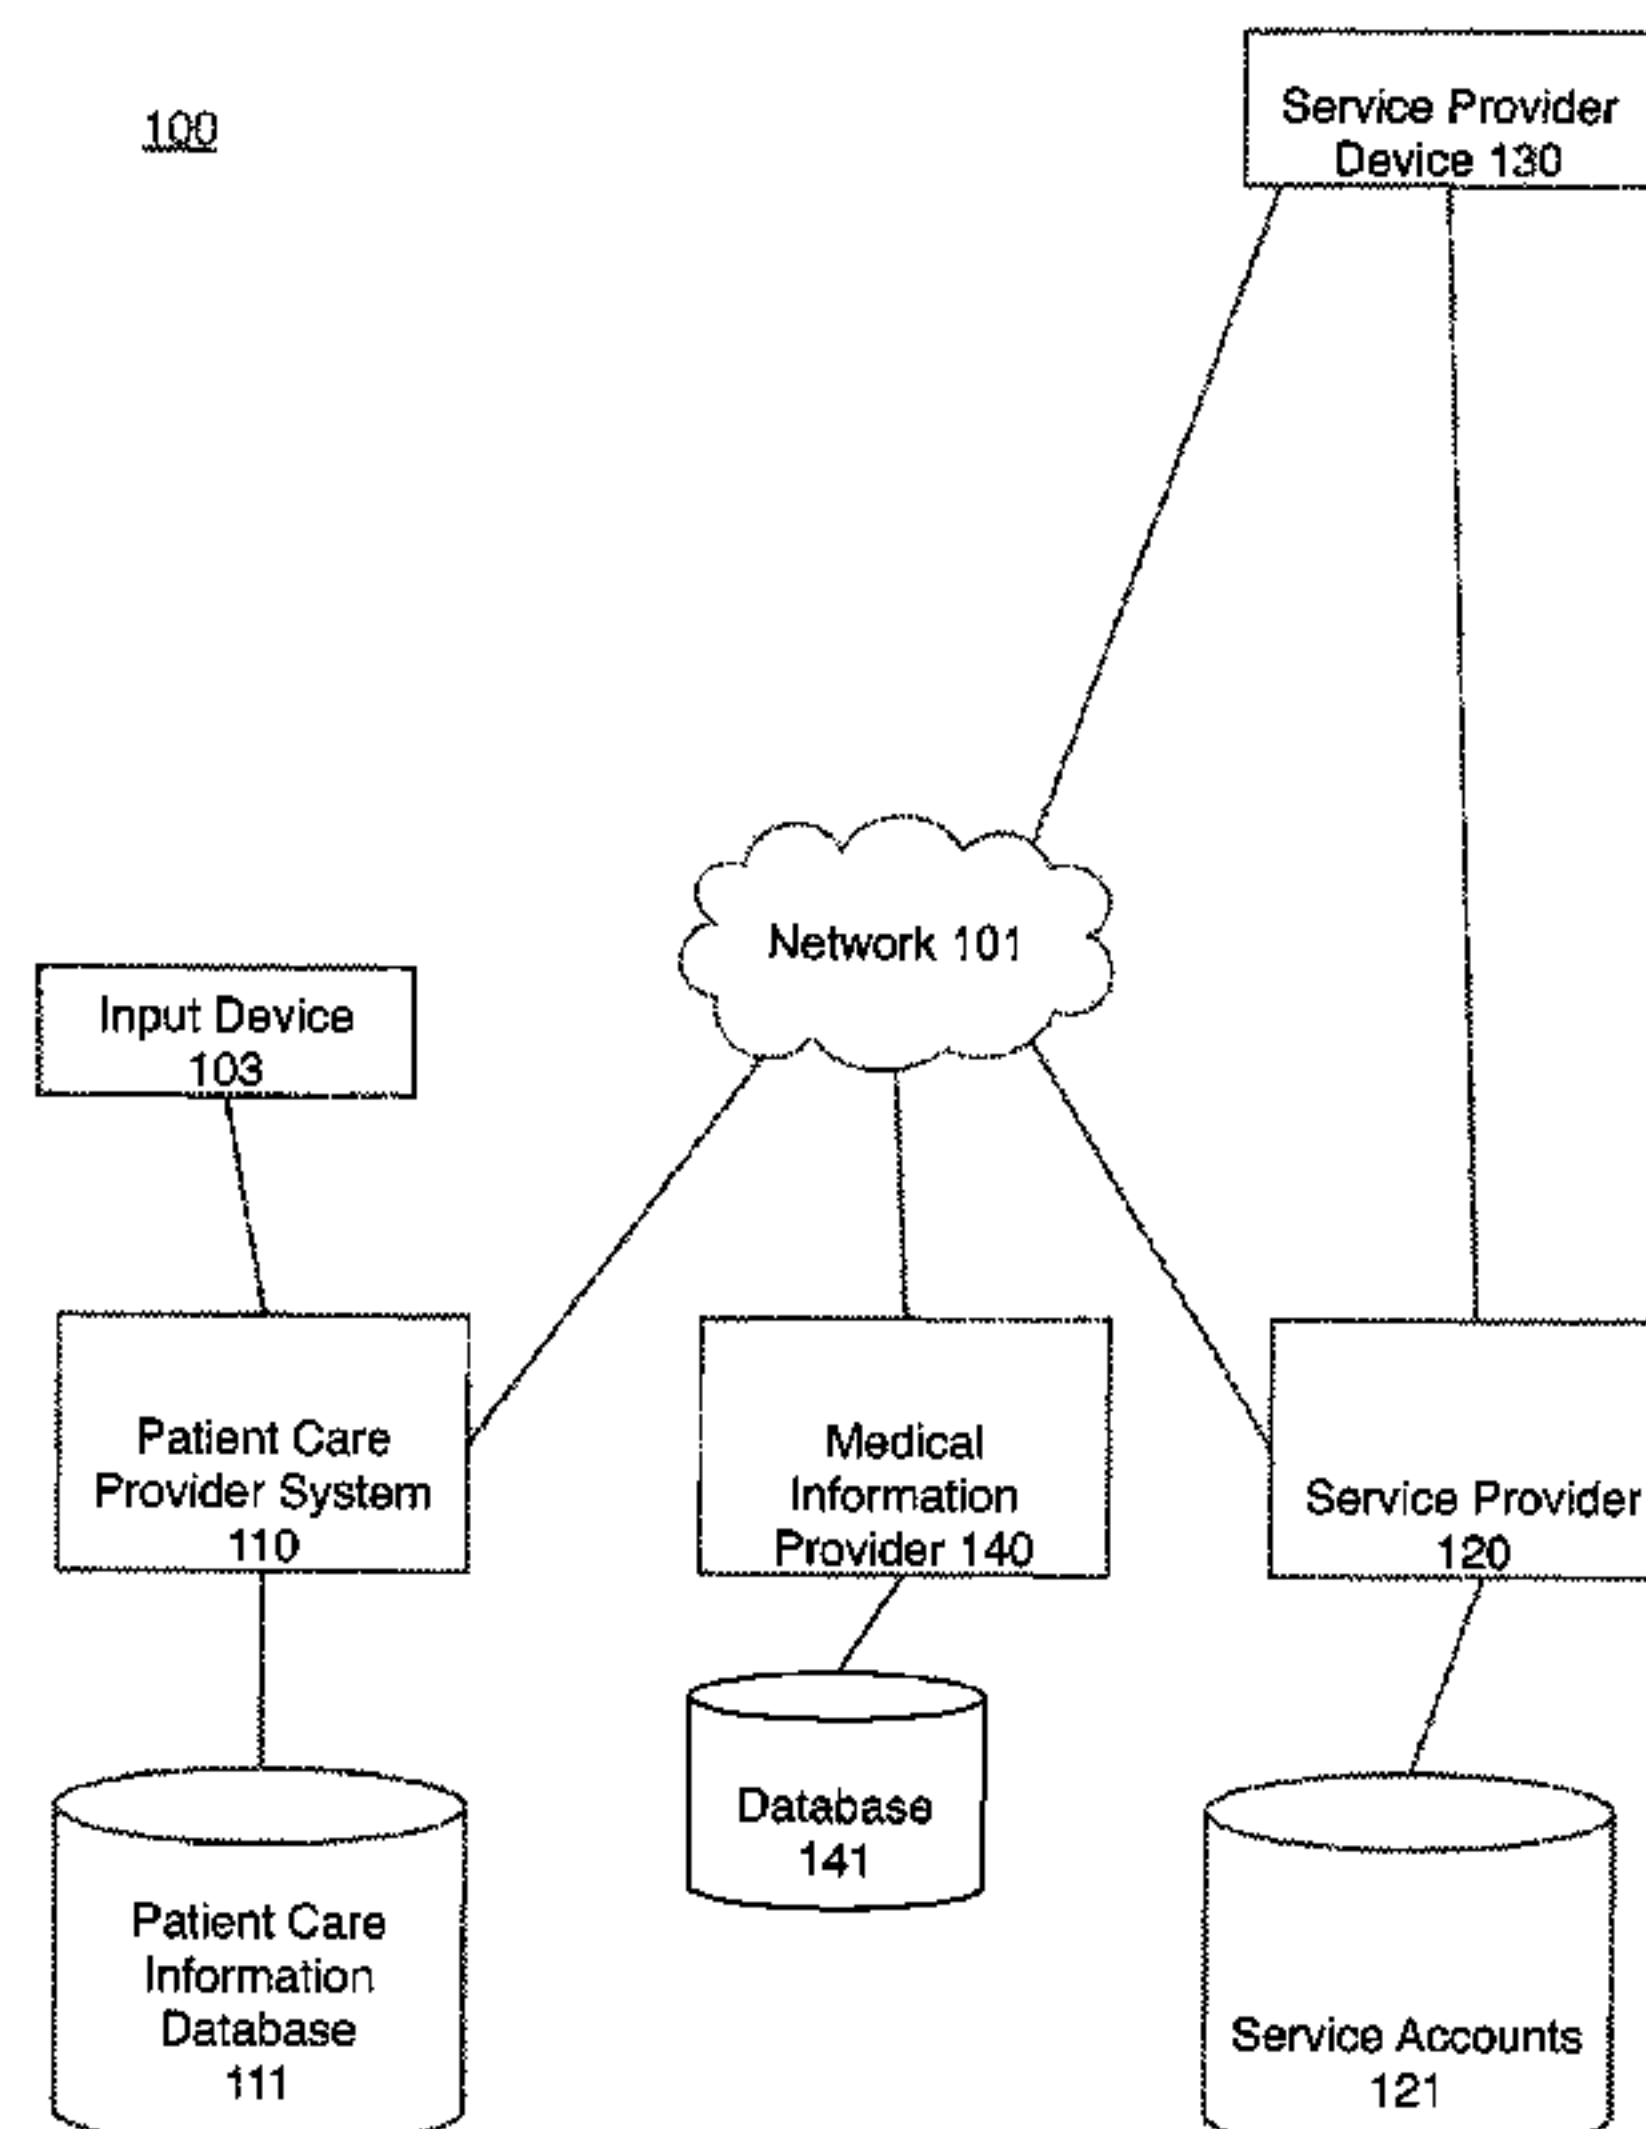 100
Service Provider
Device 130
Network 101
Input Device
103
Patient Care
Provider System
110
Medical
Information
Provider 140
Service Provider
120
Database
141
Patient Care
Information
Database
111
Service Accounts
121